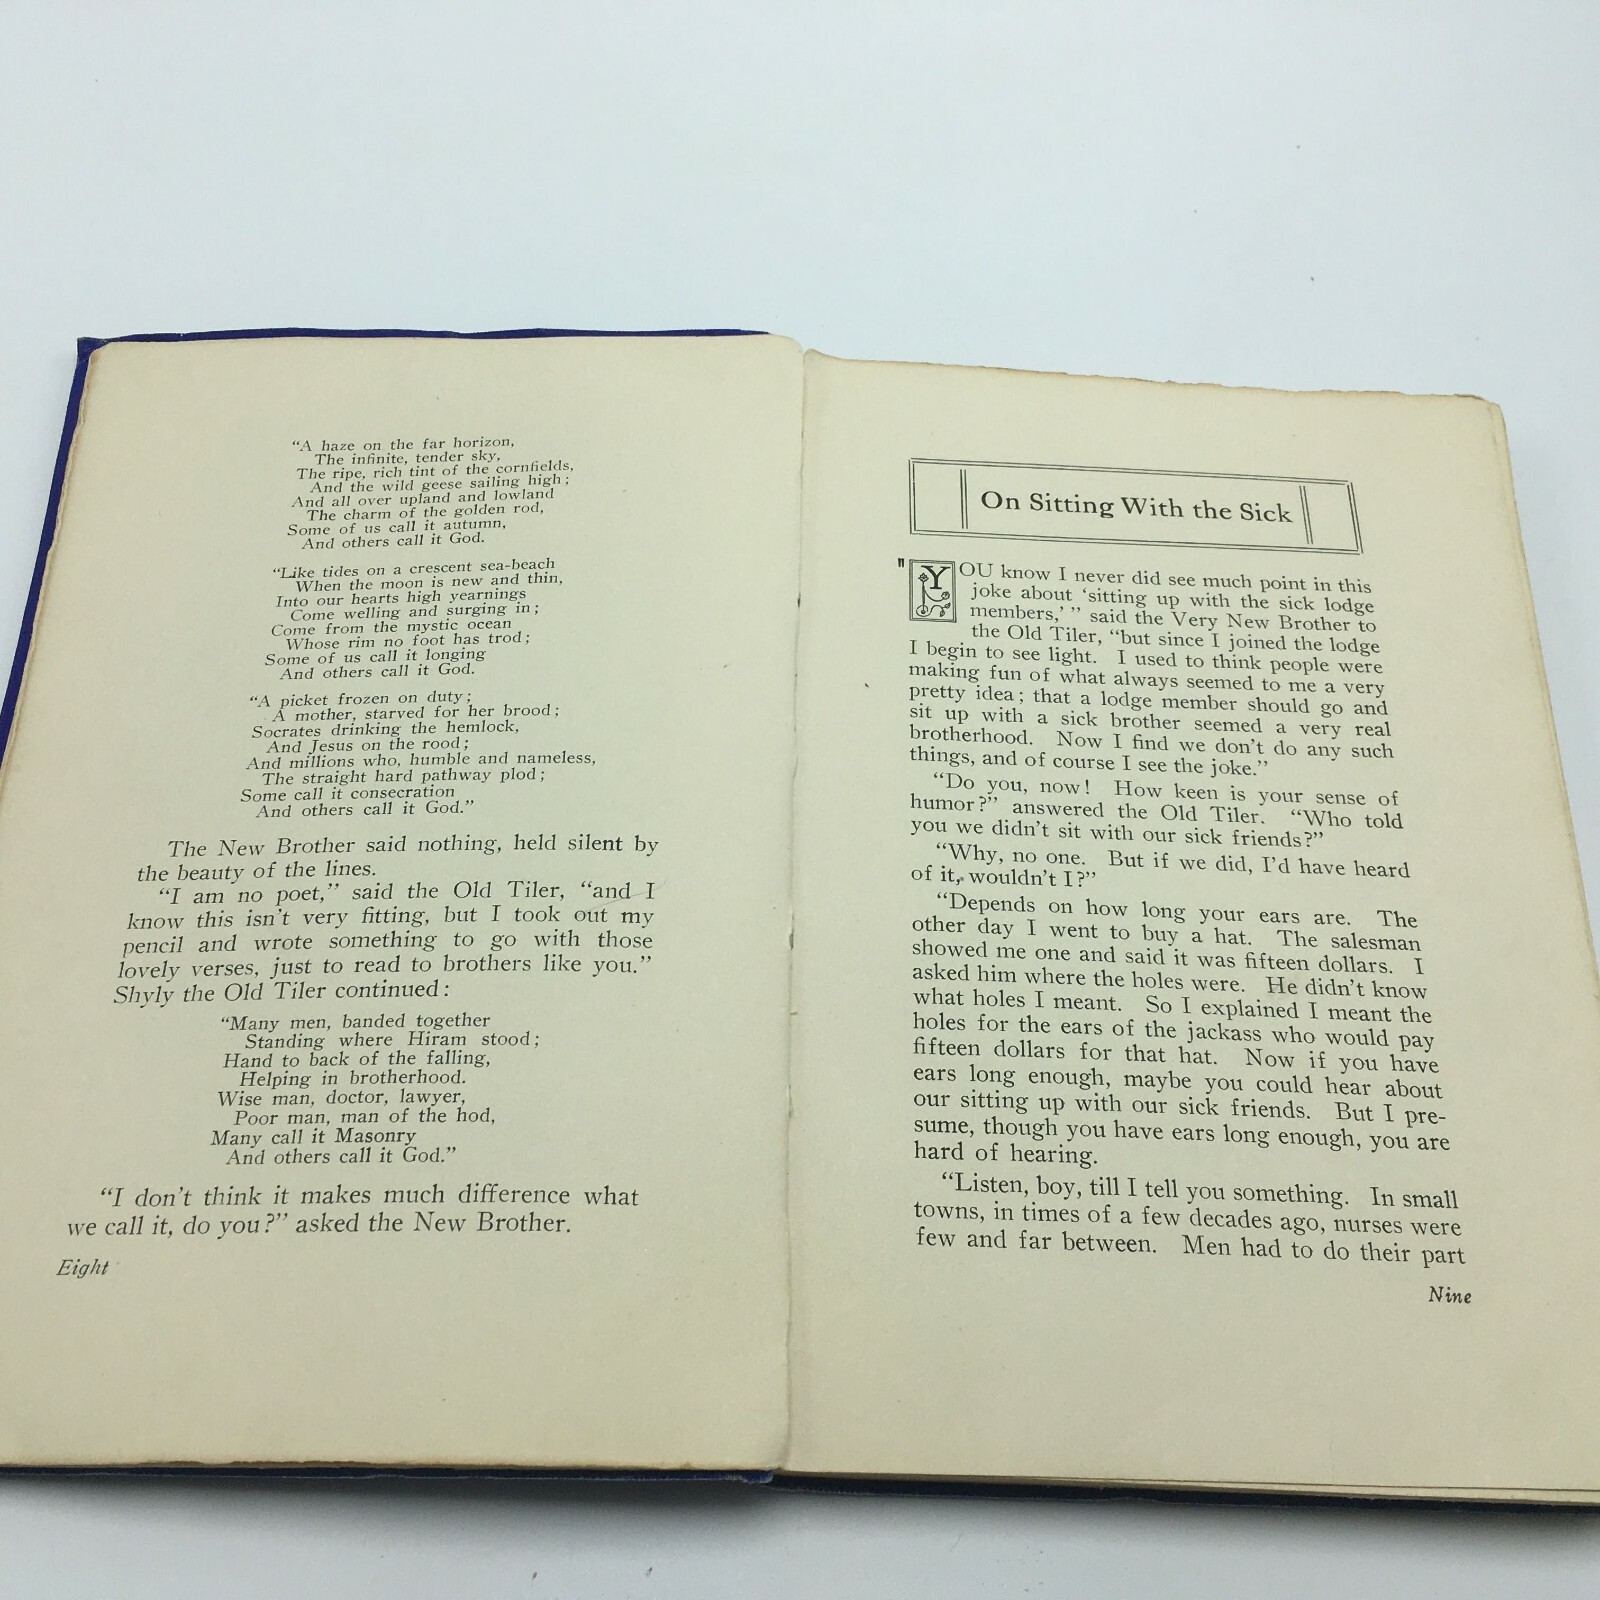 “A haze on the far horizon,
The infinite, tender sky,
The ripe, rich tint of the cornfields,
And the wild geese sailing high;
And all over upland and lowland
The charm of the golden rod,
Some of us call it autumn,
And others call it God.
“Like tides on a crescent sea-beach
When the moon is new and thin,
Into our hearts high yearnings
Come welling and surging in;
Come from the mystic ocean
Whose rim no foot has trod;
Some of us call it longing
And others call it God.
“A picket frozen on duty;
A mother, starved for her brood;
Socrates drinking the hemlock,
And Jesus on the rood;
And millions who, humble and nameless,
The straight hard pathway plod;
Some call it consecration
And others call it God.”
The New Brother said nothing, held silent by
the beauty of the lines.
“I am no poet,” said the Old Tiler, “and I
know this isn't very fitting, but I took out my
pencil and wrote something to go with those
lovely verses, just to read to brothers like you.”
Shyly the Old Tiler continued:
“Many men, banded together
Standing where Hiram stood;
Hand to back of the falling,
Helping in brotherhood.
Wise man, doctor, lawyer,
Poor man, man of the hod,
Many call it Masonry
And others call it God.”
“I don't think it makes much difference what
we call it, do you?” asked the New Brother.
Eight
On Sitting With the Sick
"YOU know I never did see much point in this
joke about ‘sitting up with the sick lodge
members,’ ” said the Very New Brother to
the Old Tiler, “but since I joined the lodge
I begin to see light. I used to think people were
making fun of what always seemed to me a very
pretty idea; that a lodge member should go and
sit up with a sick brother seemed a very real
brotherhood. Now I find we don't do any such
things, and of course I see the joke.”
“Do you, now! How keen is your sense of
humor?” answered the Old Tiler. “Who told
you we didn't sit with our sick friends?”
“Why, no one. But if we did, I'd have heard
of it, wouldn't I?”
“Depends on how long your ears are. The
other day I went to buy a hat. The salesman
showed me one and said it was fifteen dollars. I
asked him where the holes were. He didn't know
what holes I meant. So I explained I meant the
holes for the ears of the jackass who would pay
fifteen dollars for that hat. Now if you have
ears long enough, maybe you could hear about
our sitting up with our sick friends. But I pre-
sume, though you have ears long enough, you are
hard of hearing.
“Listen, boy, till I tell you something. In small
towns, in times of a few decades ago, nurses were
few and far between. Men had to do their part
Nine